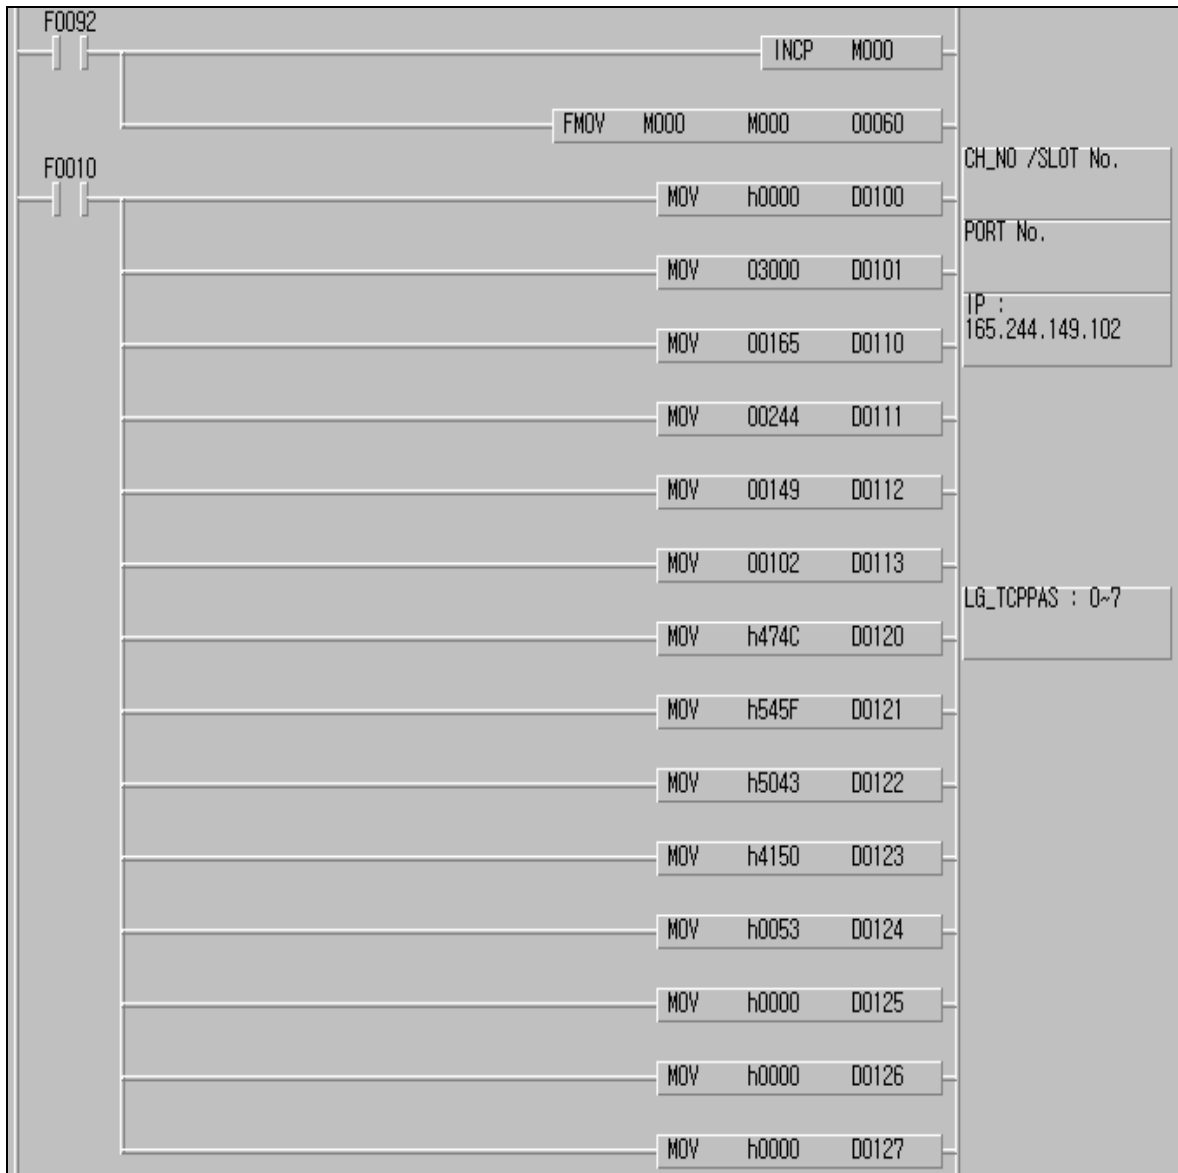 F0092
INCP M000
FMOV M000 M000 00060
CH_NO /SLOT No.
F0010
MOV h0000 D0100
PORT No.
MOV 03000 D0101
IP :
165.244.149.102
MOV 00165 D0110
MOV 00244 D0111
MOV 00149 D0112
MOV 00102 D0113
LG_TCPPAS : 0~7
MOV h474C D0120
MOV h545F D0121
MOV h5043 D0122
MOV h4150 D0123
MOV h0053 D0124
MOV h0000 D0125
MOV h0000 D0126
MOV h0000 D0127